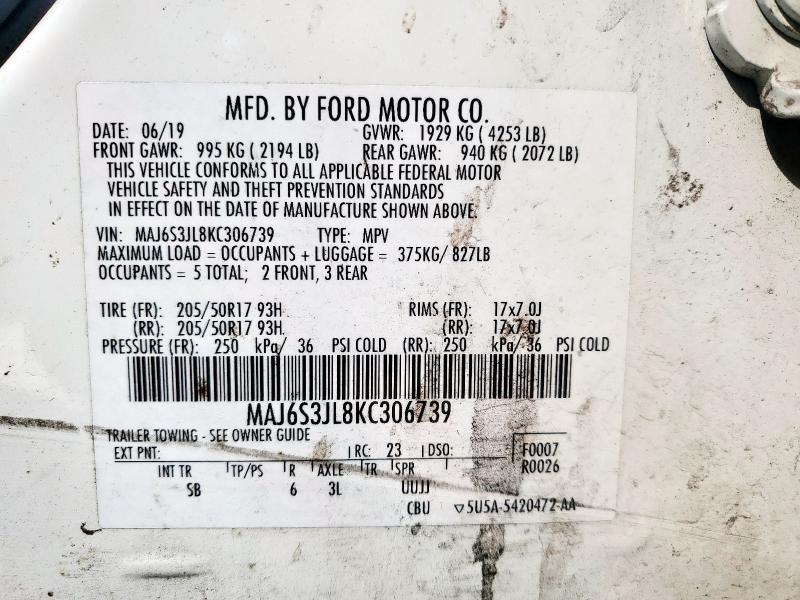 MFD. BY FORD MOTOR CO.
DATE: 06/19 GVWR: 1929 KG ( 4253 LB)
FRONT GAWR: 995 KG ( 2194 LB) REAR GAWR: 940 KG ( 2072 LB)
THIS VEHICLE CONFORMS TO ALL APPLICABLE FEDERAL MOTOR
VEHICLE SAFETY AND THEFT PREVENTION STANDARDS
IN EFFECT ON THE DATE OF MANUFACTURE SHOWN ABOVE.
VIN: MAJ6S3JL8KC306739 TYPE: MPV
MAXIMUM LOAD = OCCUPANTS + LUGGAGE = 375KG/ 827LB
OCCUPANTS = 5 TOTAL; 2 FRONT, 3 REAR
TIRE (FR): 205/50R17 93H RIMS (FR): 17x7.0J
(RR): 205/50R17 93H. (RR): 17x7.0J
PRESSURE (FR): 250 kPa/ 36 PSI COLD (RR): 250 kPa/ 36 PSI COLD
MAJ6S3JL8KC306739
TRAILER TOWING - SEE OWNER GUIDE
EXT PNT: RC: 23 DSO: F0007
R0026
INT TR TP/PS R AXLE TR SPR
SB 6 3L UUJJ
CBU ▽5U5A-5420472-AA